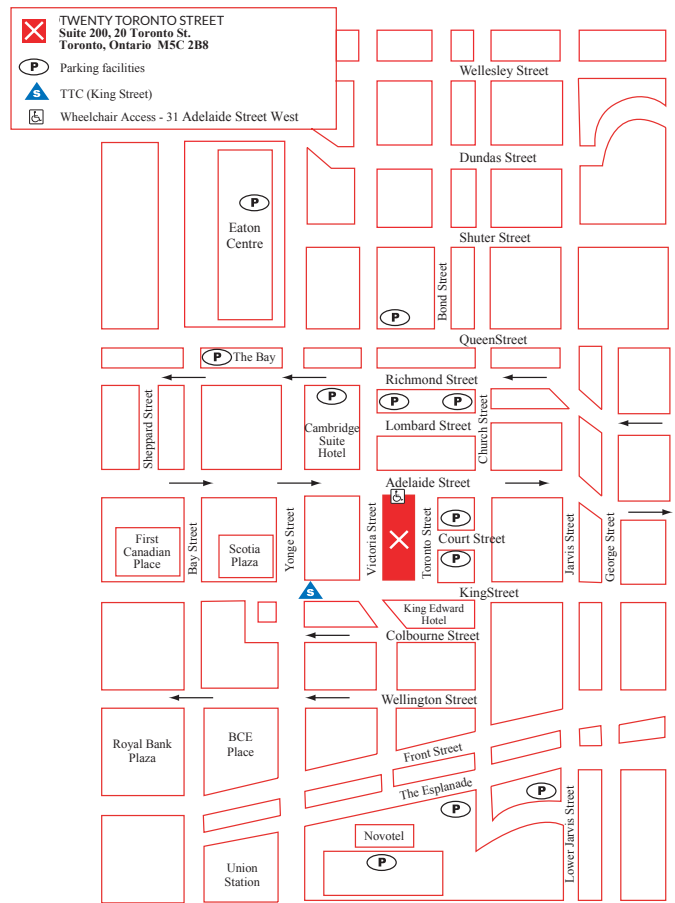 TWENTY TORONTO STREET
Suite 200, 20 Toronto St.
Toronto, Ontario M5C 2B8
P
Parking facilities
S
TTC (King Street)
Wheelchair Access - 31 Adelaide Street West
Wellesley Street
Dundas Street
P
Eaton
Centre
Shuter Street
Bond Street
P
QueenStreet
P
The Bay
Richmond Street
P
P
P
Sheppard Street
Cambridge
Suite
Hotel
Lombard Street
Church Street
Adelaide Street
First
Canadian
Place
Bay Street
Scotia
Plaza
Yonge Street
Victoria Street
Toronto Street
P
Court Street
P
Jarvis Street
George Street
S
KingStreet
King Edward
Hotel
Colbourne Street
Wellington Street
Royal Bank
Plaza
BCE
Place
Front Street
The Esplanade
P
P
Lower Jarvis Street
Novotel
P
Union
Station